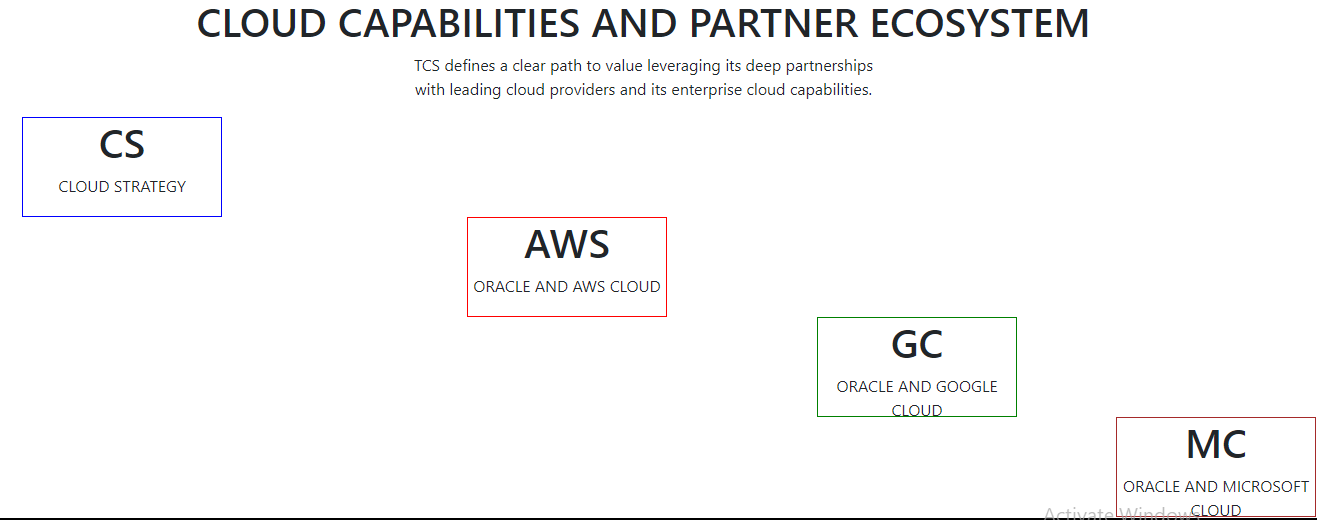 CLOUD CAPABILITIES AND PARTNER ECOSYSTEM
TCS defines a clear path to value leveraging its deep partnerships
with leading cloud providers and its enterprise cloud capabilities.
CS
CLOUD STRATEGY
AWS
ORACLE AND AWS CLOUD
GC
ORACLE AND GOOGLE
CLOUD
MC
ORACLE AND MICROSOFT
CLOUD
Activate Windows